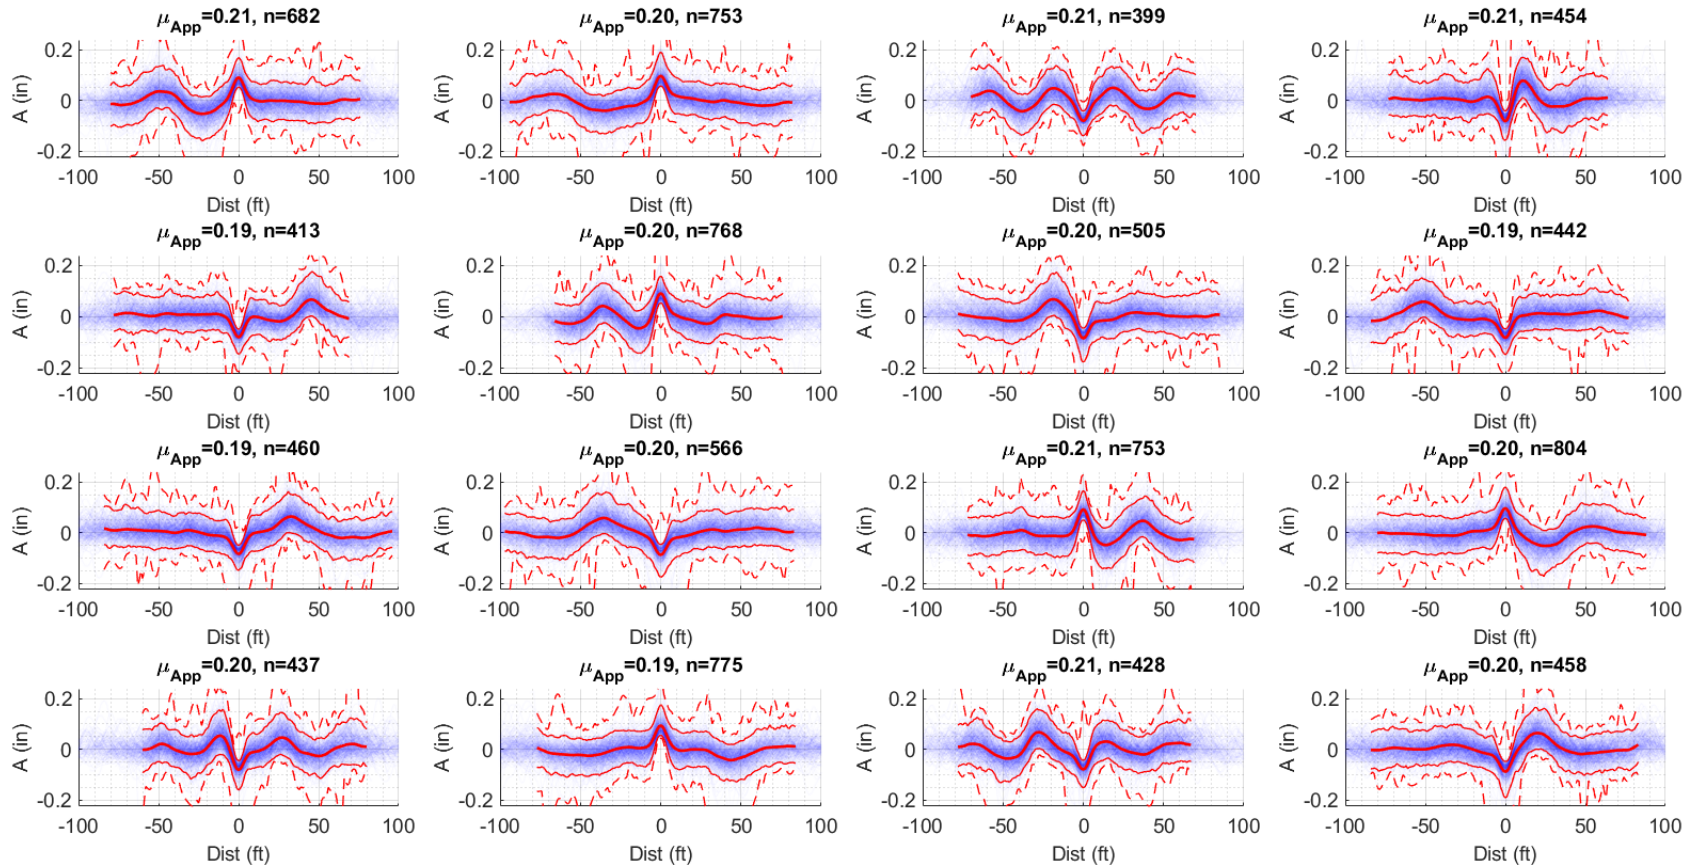 μApp=0.21, n=682
μApp=0.20, n=753
μApp=0.21, n=399
μApp=0.21, n=454
A (in)
0.2
0
-0.2
-100 -50 0 50 100
Dist (ft)
A (in)
0.2
0
-0.2
-100 -50 0 50 100
Dist (ft)
A (in)
0.2
0
-0.2
-100 -50 0 50 100
Dist (ft)
A (in)
0.2
0
-0.2
-100 -50 0 50 100
Dist (ft)
μApp=0.19, n=413
μApp=0.20, n=768
μApp=0.20, n=505
μApp=0.19, n=442
A (in)
0.2
0
-0.2
-100 -50 0 50 100
Dist (ft)
A (in)
0.2
0
-0.2
-100 -50 0 50 100
Dist (ft)
A (in)
0.2
0
-0.2
-100 -50 0 50 100
Dist (ft)
A (in)
0.2
0
-0.2
-100 -50 0 50 100
Dist (ft)
μApp=0.19, n=460
μApp=0.20, n=566
μApp=0.21, n=753
μApp=0.20, n=804
A (in)
0.2
0
-0.2
-100 -50 0 50 100
Dist (ft)
A (in)
0.2
0
-0.2
-100 -50 0 50 100
Dist (ft)
A (in)
0.2
0
-0.2
-100 -50 0 50 100
Dist (ft)
A (in)
0.2
0
-0.2
-100 -50 0 50 100
Dist (ft)
μApp=0.20, n=437
μApp=0.19, n=775
μApp=0.21, n=428
μApp=0.20, n=458
A (in)
0.2
0
-0.2
-100 -50 0 50 100
Dist (ft)
A (in)
0.2
0
-0.2
-100 -50 0 50 100
Dist (ft)
A (in)
0.2
0
-0.2
-100 -50 0 50 100
Dist (ft)
A (in)
0.2
0
-0.2
-100 -50 0 50 100
Dist (ft)